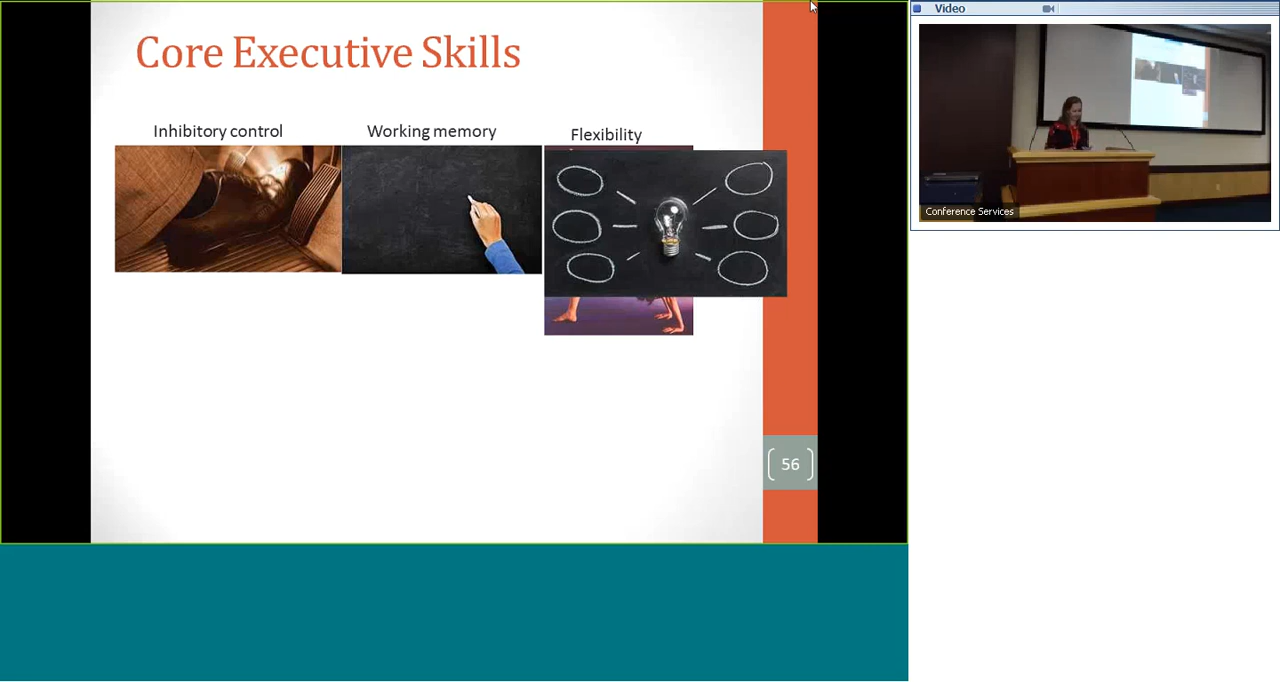 Core Executive Skills
Inhibitory control
Working memory
Flexibility
56
Video
Conference Services